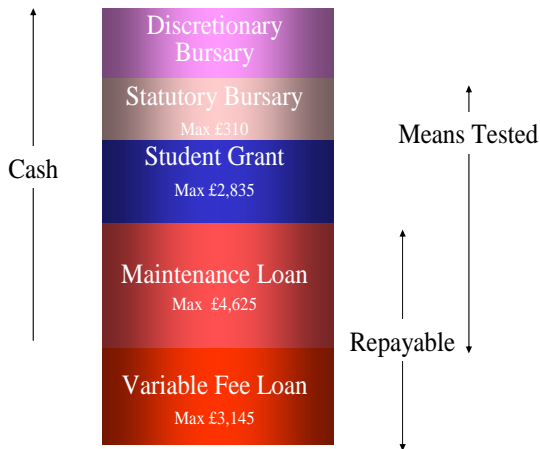 Discretionary
Bursary
Statutory Bursary
Max £310
Means Tested
Student Grant
Cash
Max £2,835
Maintenance Loan
Max £4,625
Repayable
Variable Fee Loan
Max £3,145